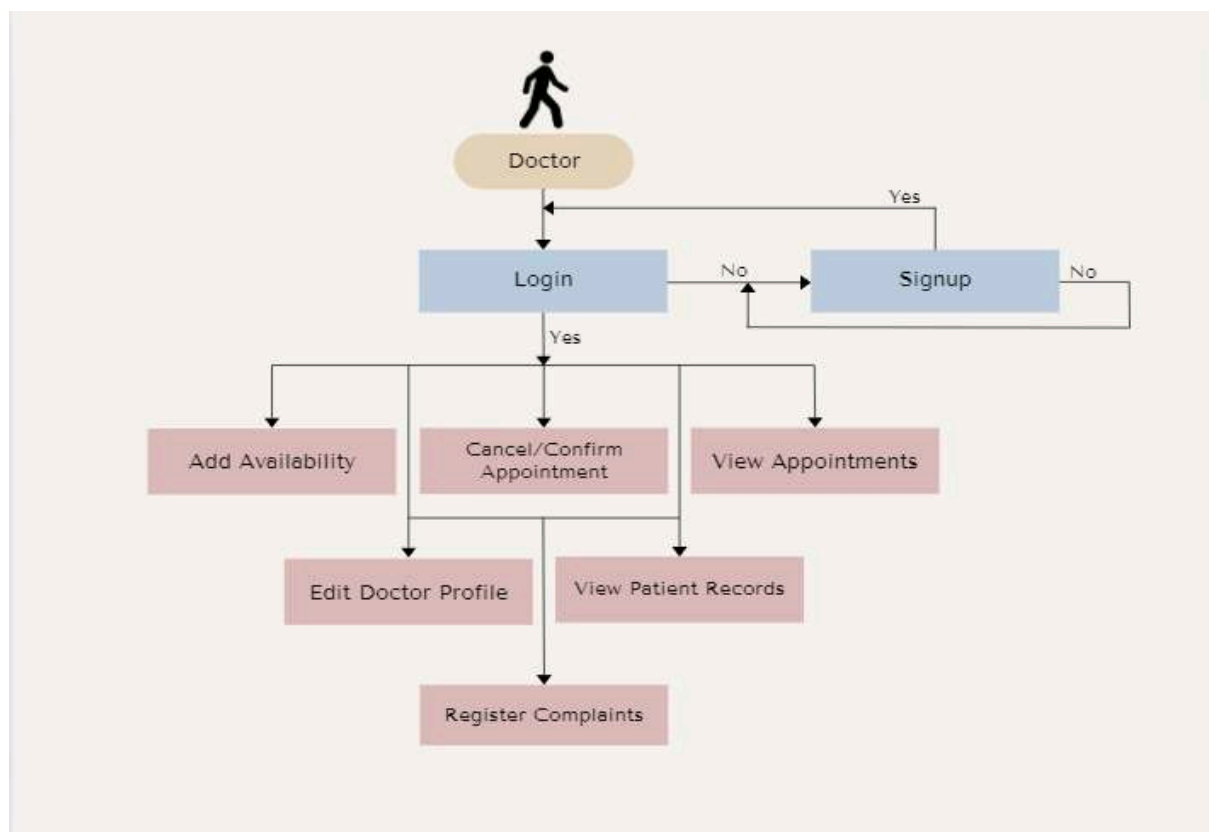 Doctor
Yes
Login
No
Signup
No
Yes
Add Availability
Cancel/Confirm
Appointment
View Appointments
Edit Doctor Profile
View Patient Records
Register Complaints